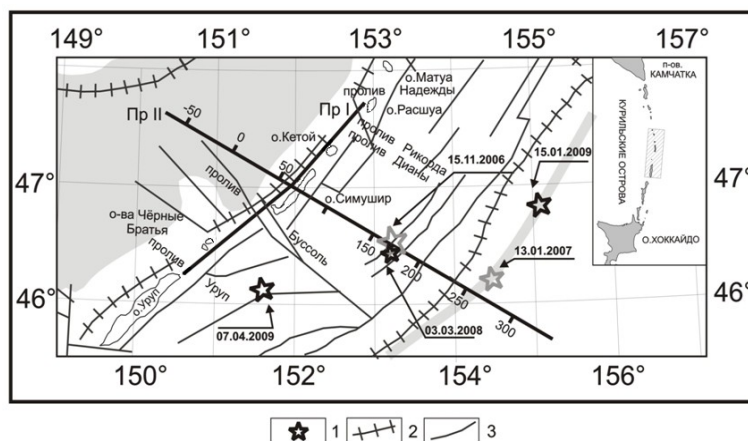 149° 151° 153° 155° 157°
п-ов.
КАМЧАТКА
КУРИЛЬСКИЕ ОСТРОВА
О.ХОККАЙДО
о.Матуа
пролив Надежды
Пр I
о.Расшуа
Пр II
-50
0
о.Кетой
пролив Рикорда
пролив Дианы
15.11.2006
15.01.2009
47° 47°
50
пролив
о.Симушир
о-ва Чёрные
Братья
Буссоль
150
13.01.2007
пролив
200
Уруп
250
46° 46°
о.Уруп
300
07.04.2009
03.03.2008
150° 152° 154° 156°
1 2 3